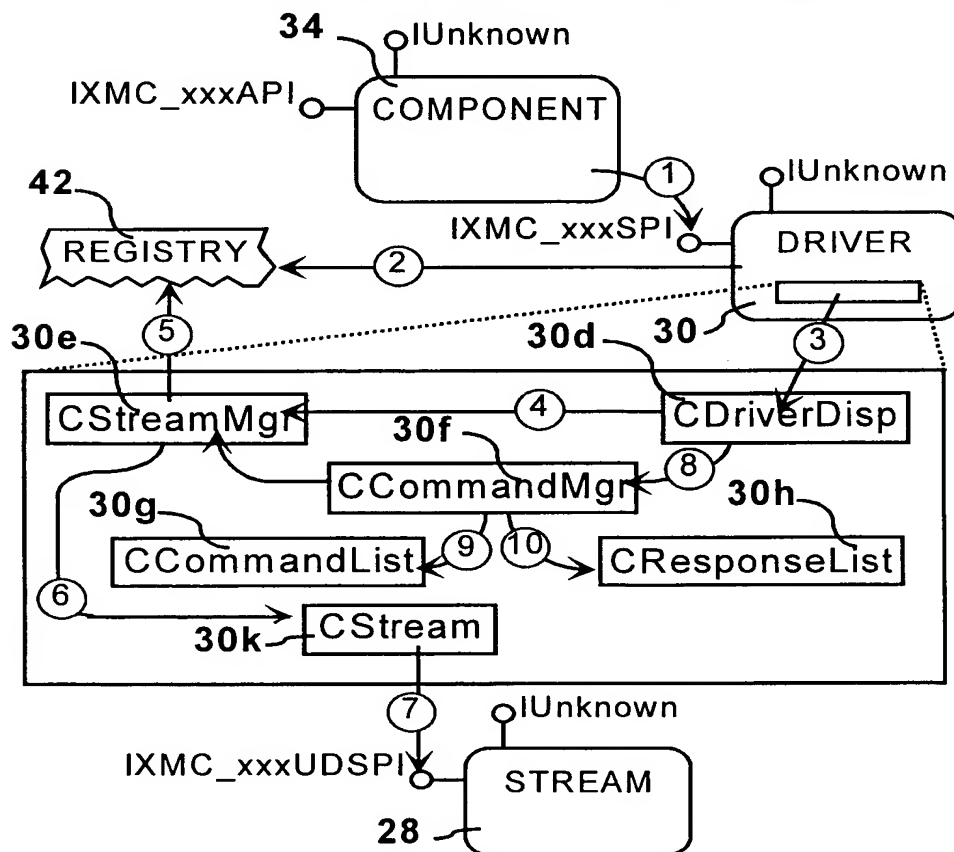 34
IUnknown
IXMC_xxxAPI
COMPONENT
1
42
IUnknown
IXMC_xxxSPI
REGISTRY
2
DRIVER
5
30e
30d
30
3
CStreamMgr
4
CDriverDisp
30f
8
CCommandMgr
30g
30h
9
10
CCommandList
CResponseList
6
30k
CStream
7
IUnknown
IXMC_xxxUDSPI
STREAM
28